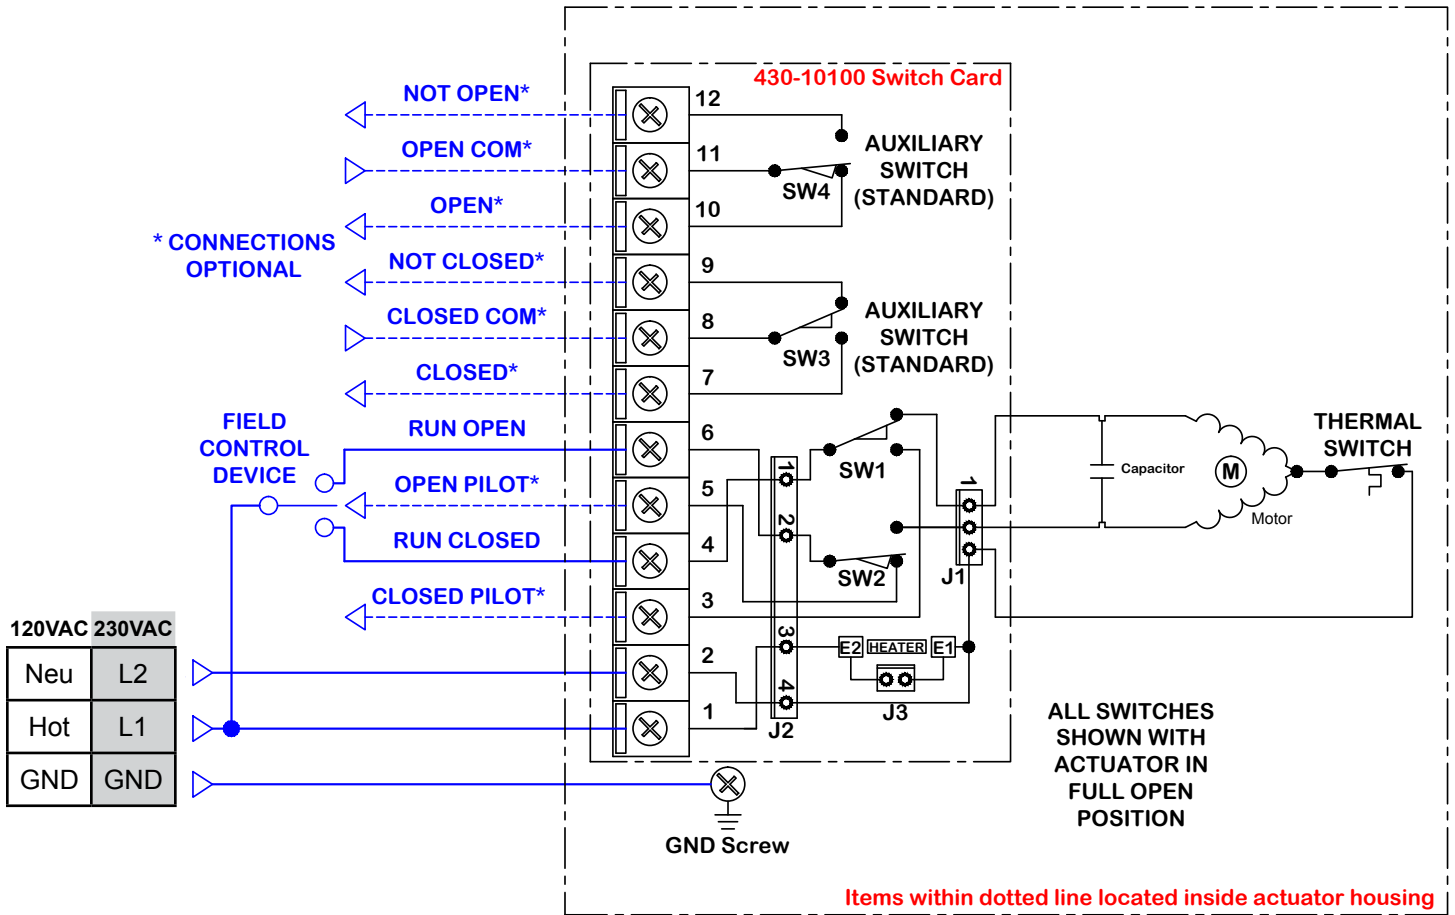 430-10100 Switch Card
NOT OPEN*
12
OPEN COM*
11
OPEN*
10
SW4
AUXILIARY
SWITCH
(STANDARD)
* CONNECTIONS
OPTIONAL
NOT CLOSED*
9
CLOSED COM*
8
CLOSED*
7
SW3
AUXILIARY
SWITCH
(STANDARD)
FIELD
CONTROL
DEVICE
RUN OPEN
6
OPEN PILOT*
5
RUN CLOSED
4
CLOSED PILOT*
3
2
1
1
2
3
4
J2
SW1
SW2
1
J1
E2 HEATER E1
J3
Capacitor
M
Motor
THERMAL
SWITCH
120VAC 230VAC
Neu L2
Hot L1
GND GND
GND Screw
ALL SWITCHES
SHOWN WITH
ACTUATOR IN
FULL OPEN
POSITION
Items within dotted line located inside actuator housing